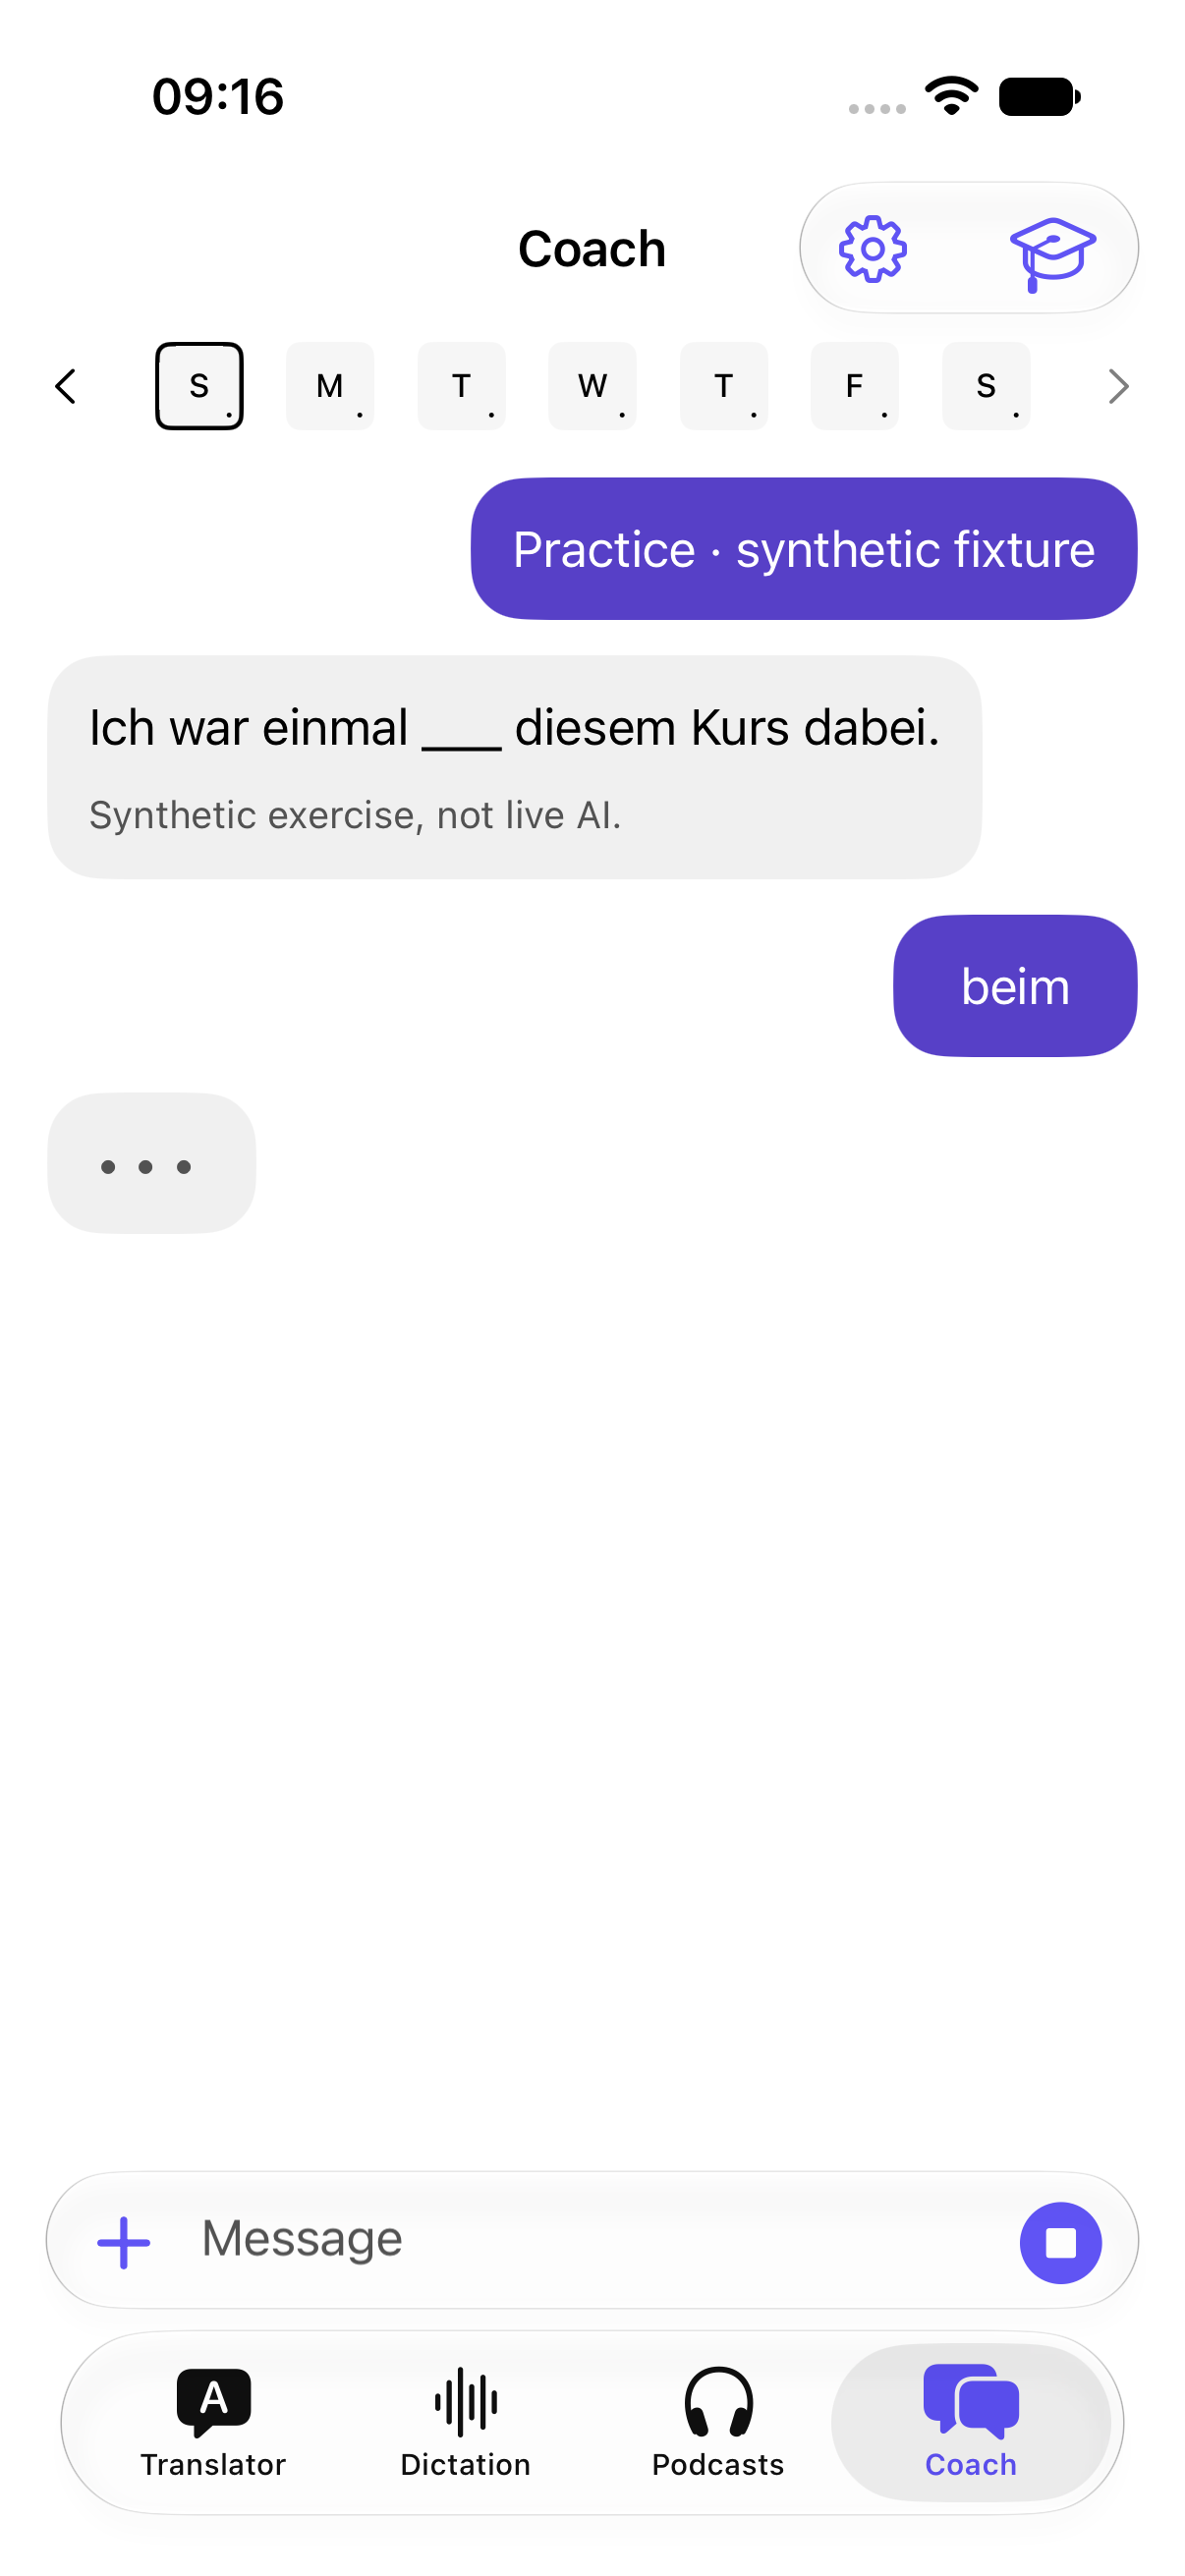 09:16
Coach
S M T W T F S
Practice · synthetic fixture
Ich war einmal ___ diesem Kurs dabei.
Synthetic exercise, not live AI.
beim
Message
A
Translator Dictation Podcasts Coach